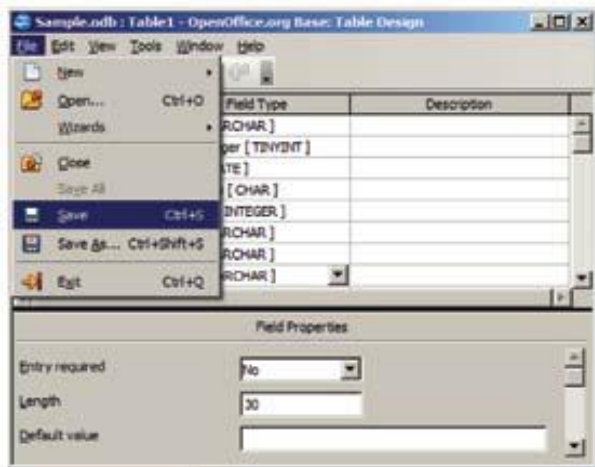 Sample.odb : Table1 - OpenOffice.org Base: Table Design
File Edit View Tools Window Help
New
Open... Ctrl+O
Wizards
Close
Save All
Save Ctrl+S
Save As... Ctrl+Shift+S
Exit Ctrl+Q
Field Type Description
RCHAR ]
ger [ TINYINT ]
TE ]
[ CHAR ]
INTEGER ]
RCHAR ]
RCHAR ]
RCHAR ]
Field Properties
Entry required No
Length 30
Default value